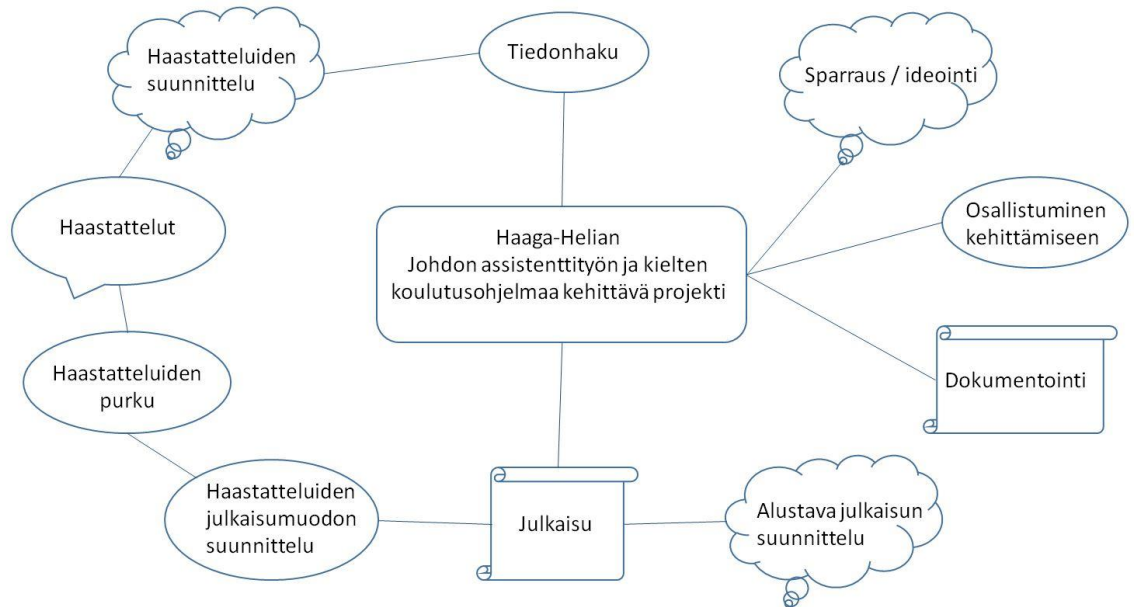 Haastatteluiden
suunnittelu
Tiedonhaku
Sparraus / ideointi
Haastattelut
Haaga-Helian
Johdon assistenttityön ja kielten
koulutusohjelmaa kehittävä projekti
Osallistuminen
kehittämiseen
Haastatteluiden
purku
Dokumentointi
Haastatteluiden
julkaisumuodon
suunnittelu
Julkaisu
Alustava julkaisun
suunnittelu